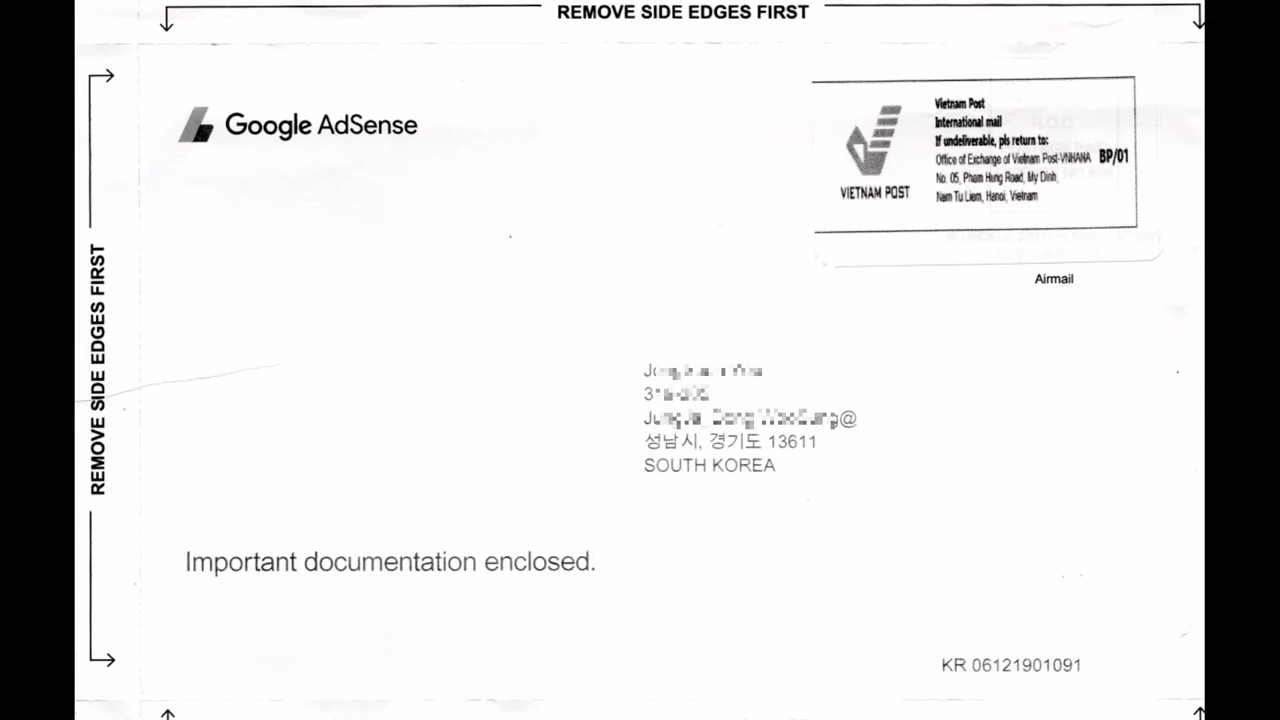 REMOVE SIDE EDGES FIRST
REMOVE SIDE EDGES FIRST
Google AdSense
VIETNAM POST
Vietnam Post
International mail
If undeliverable, pls return to:
Office of Exchange of Vietnam Post-VNHANA BP/01
No. 05, Pham Hung Road, My Dinh,
Nam Tu Liem, Hanoi, Vietnam
Airmail
성남시, 경기도 13611
SOUTH KOREA
Important documentation enclosed.
KR 06121901091